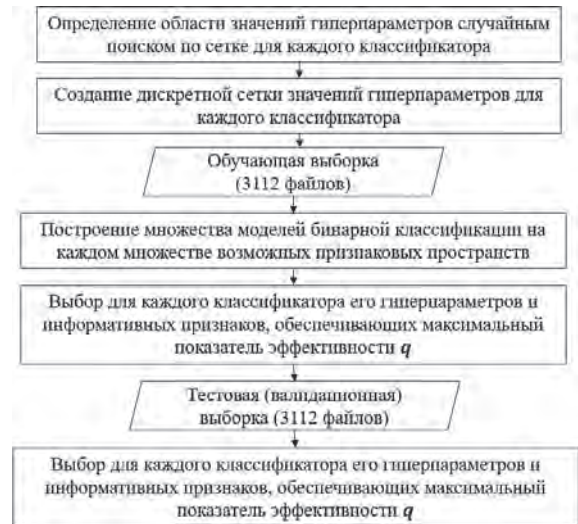 Определение области значений гиперпараметров случайным
поиском по сетке для каждого классификатора
Создание дискретной сетки значений гиперпараметров для
каждого классификатора
Обучающая выборка
(3112 файлов)
Построение множества моделей бинарной классификации на
каждом множестве возможных признаковых пространств
Выбор для каждого классификатора его гиперпараметров и
информативных признаков, обеспечивающих максимальный
показатель эффективности q
Тестовая (валидационная)
выборка (3112 файлов)
Выбор для каждого классификатора его гиперпараметров и
информативных признаков, обеспечивающих максимальный
показатель эффективности q